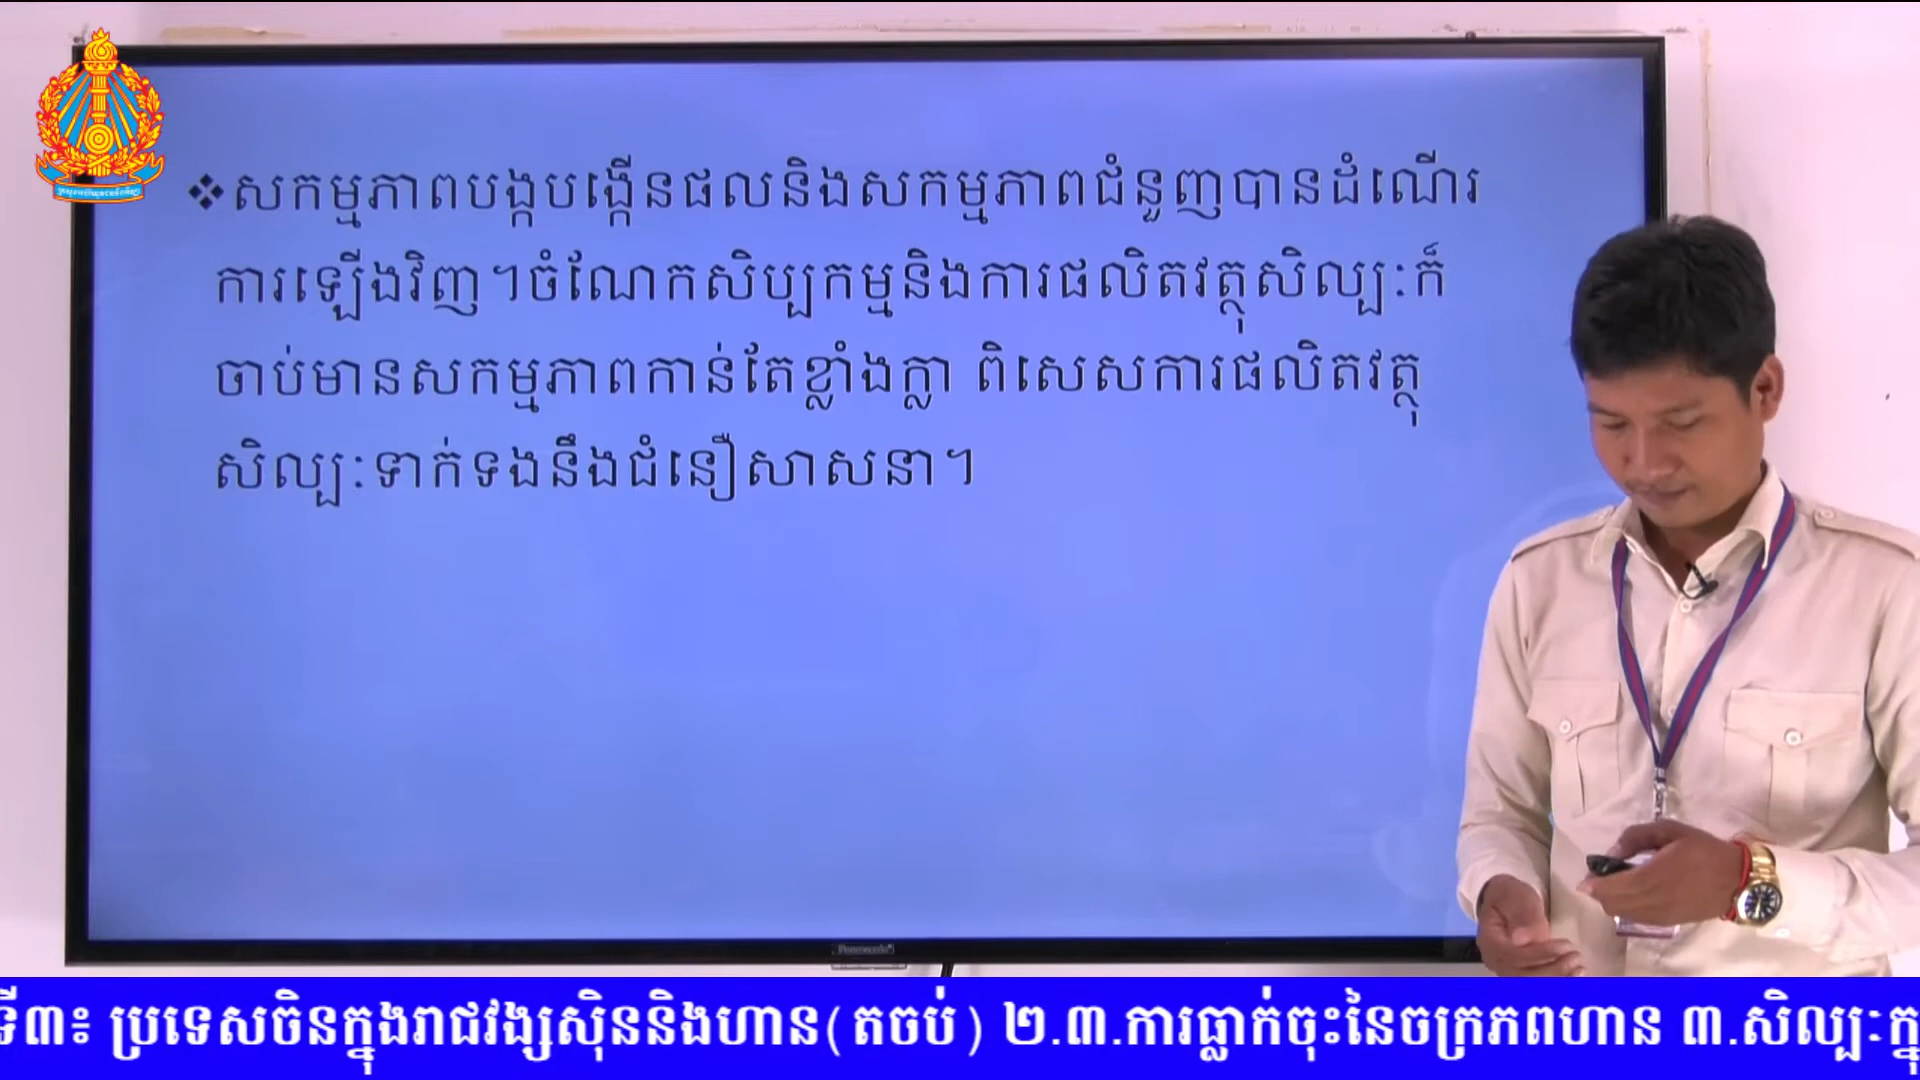 ❖សកម្មភាពបង្កបង្កើនផលនិងសកម្មភាពជំនួញបានដំណើរ
ការឡើងវិញ។ចំណែកសិប្បកម្មនិងការផលិតវត្ថុសិល្បៈក៏
ចាប់មានសកម្មភាពកាន់តែខ្លាំងក្លា ពិសេសការផលិតវត្ថុ
សិល្បៈទាក់ទងនឹងជំនឿសាសនា។
ទី៣៖ ប្រទេសចិនក្នុងរាជវង្សស៊ិននិងហាន(តចប់) ២.៣.ការធ្លាក់ចុះនៃចក្រភពហាន ៣.សិល្បៈក្នុ